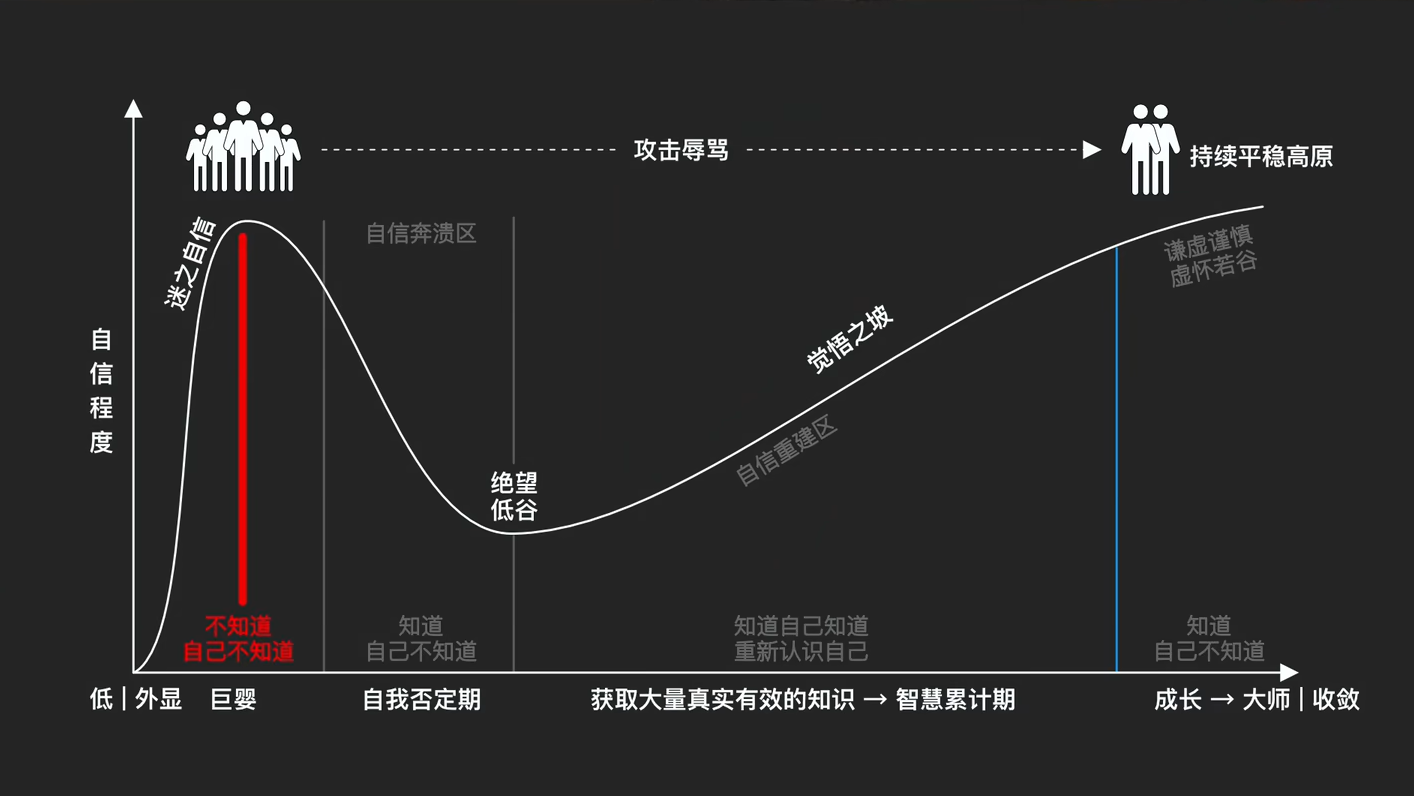 攻击辱骂
持续平稳高原
迷之自信
自信奔溃区
谦虚谨慎
虚怀若谷
自信程度
觉悟之坡
自信重建区
绝望
低谷
不知道
自己不知道
知道
自己不知道
知道自己知道
重新认识自己
知道
自己不知道
低 | 外显
巨婴
自我否定期
获取大量真实有效的知识 → 智慧累计期
成长 → 大师 | 收敛